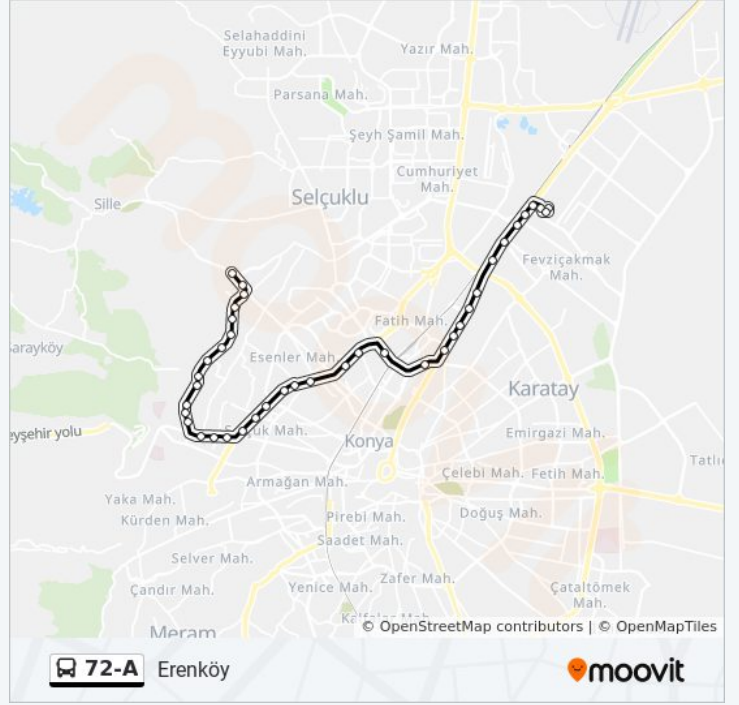 Selahaddini
Eyyubi Mah.
Yazır Mah.
Parsana Mah.
Şeyh Şamil Mah.
Cumhuriyet
Mah.
Selçuklu
Sille
Fevziçakmak
Mah.
Fatih Mah.
Sarayköy
Esenler Mah.
Karatay
eyşehir yolu
uk Mah.
Konya
Emirgazi Mah.
Tatlı
Çelebi Mah.
Fetih Mah.
Armağan Mah.
Yaka Mah.
Kürden Mah.
Pirebi Mah.
Doğuş Mah.
Saadet Mah.
Selver Mah.
Zafer Mah.
Çandır Mah.
Yenice Mah.
Çataltömek
Mah.
Meram
© OpenStreetMap contributors | © OpenMapTiles
72-A Erenköy
moovit